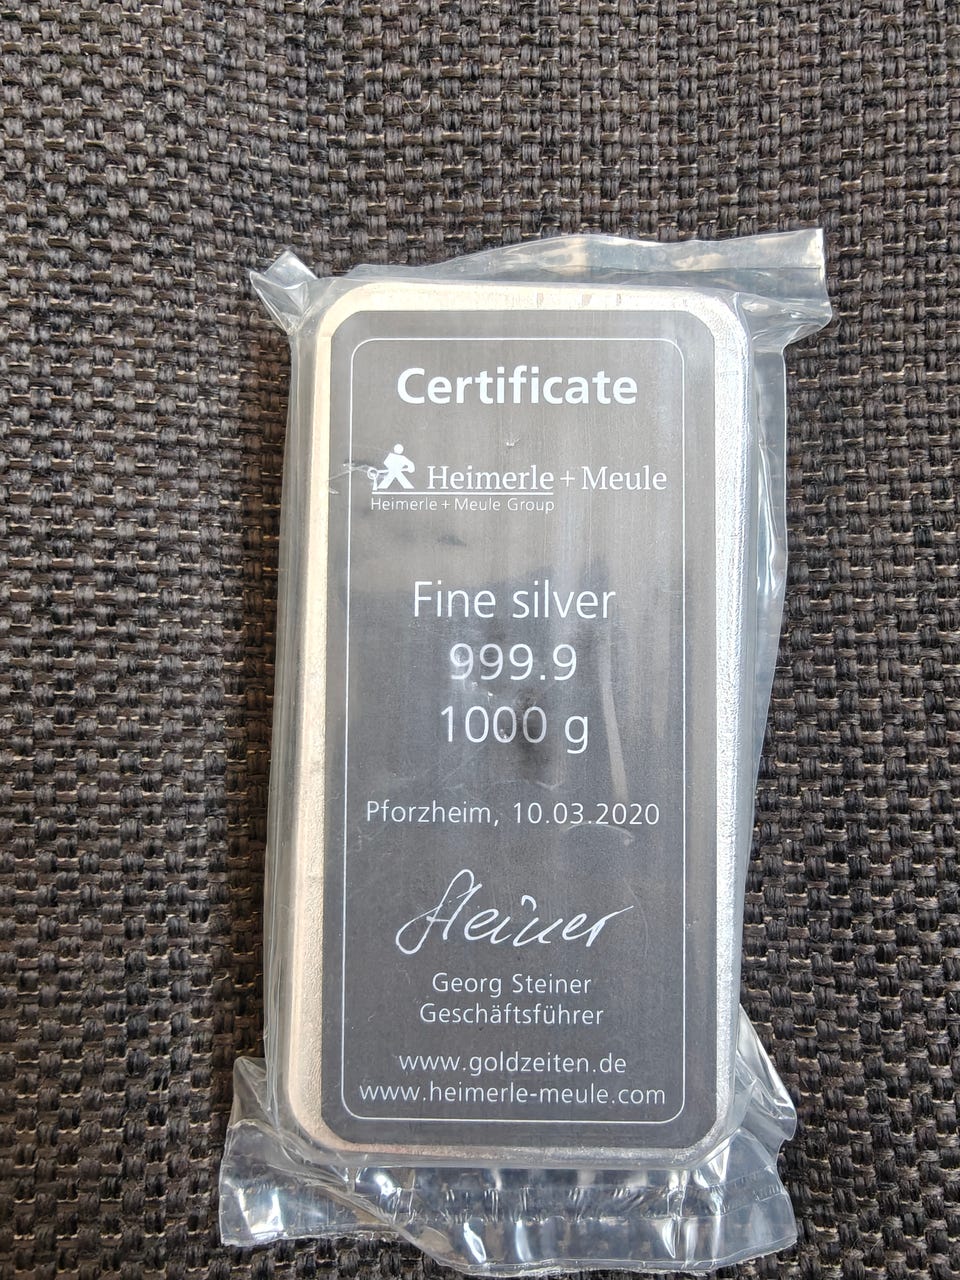 Certificate
Heimerle + Meule
Heimerle + Meule Group
Fine silver
999.9
1000 g
Pforzheim, 10.03.2020
Steiner
Georg Steiner
Geschäftsführer
www.goldzeiten.de
www.heimerle-meule.com